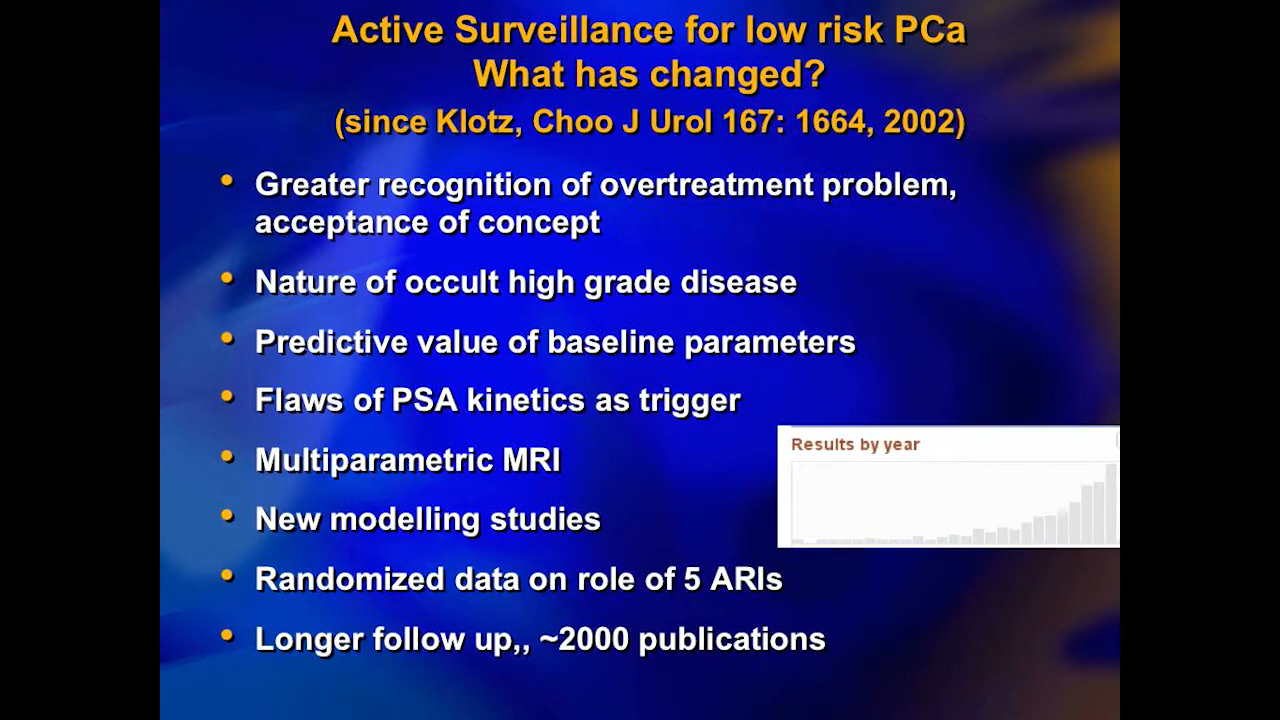 Active Surveillance for low risk PCa
What has changed?
(since Klotz, Choo J Urol 167: 1664, 2002)
• Greater recognition of overtreatment problem,
acceptance of concept
• Nature of occult high grade disease
• Predictive value of baseline parameters
• Flaws of PSA kinetics as trigger
• Multiparametric MRI
Results by year
• New modelling studies
• Randomized data on role of 5 ARIs
• Longer follow up,, ~2000 publications